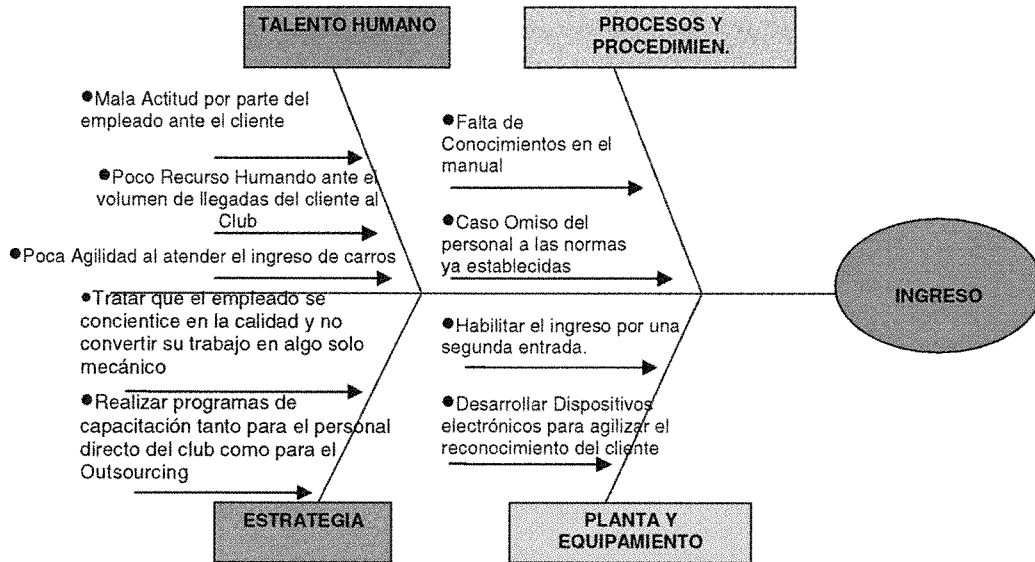 TALENTO HUMANO
PROCESOS Y
PROCEDIMIEN.
●Mala Actitud por parte del
empleado ante el cliente
●Poco Recurso Humando ante el
volumen de llegadas del cliente al
Club
●Poca Agilidad al atender el ingreso de carros
●Falta de
Conocimientos en el
manual
●Caso Omiso del
personal a las normas
ya establecidas
INGRESO
●Tratar que el empleado se
concientice en la calidad y no
convertir su trabajo en algo solo
mecánico
●Realizar programas de
capacitación tanto para el personal
directo del club como para el
Outsourcing
●Habilitar el ingreso por una
segunda entrada.
●Desarrollar Dispositivos
electrónicos para agilizar el
reconocimiento del cliente
ESTRATEGIA
PLANTA Y
EQUIPAMIENTO